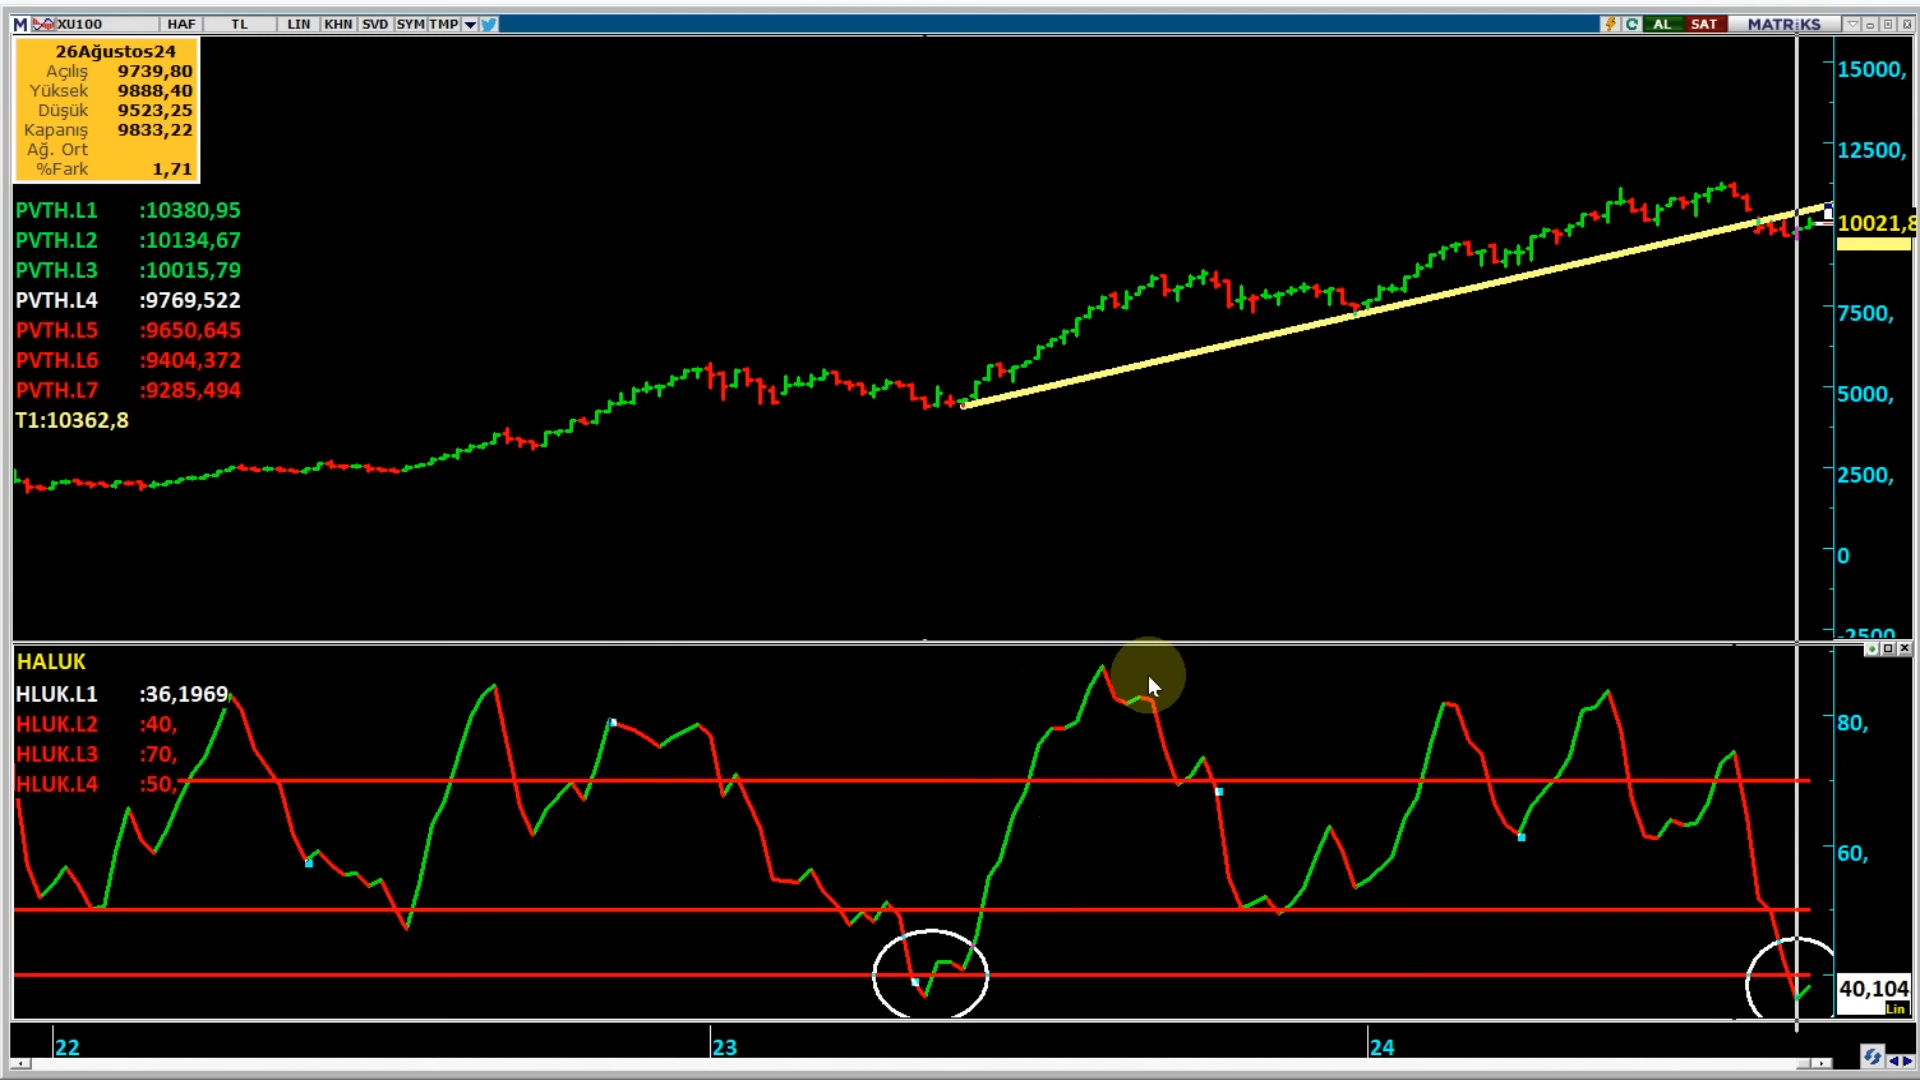 M XU100 HAF TL LIN KHN SVD SYM TMP AL SAT MATRİKS
26Ağustos24
Açılış 9739,80
Yüksek 9888,40
Düşük 9523,25
Kapanış 9833,22
Ağ. Ort
%Fark 1,71
PVTH.L1 :10380,95
PVTH.L2 :10134,67
PVTH.L3 :10015,79
PVTH.L4 :9769,522
PVTH.L5 :9650,645
PVTH.L6 :9404,372
PVTH.L7 :9285,494
T1:10362,8
15000,
12500,
10021,8
7500,
5000,
2500,
0
-2500
HALUK
HLUK.L1 :36,1969
HLUK.L2 :40,
HLUK.L3 :70,
HLUK.L4 :50,
80,
60,
40,104
Lin
22 23 24